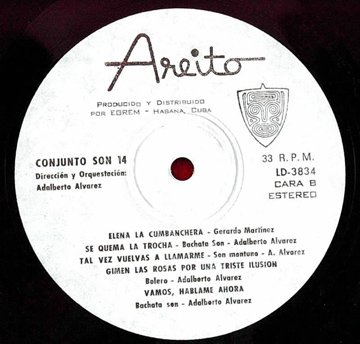 Areito
PRODUCIDO Y DISTRIBUIDO
POR EGREM - HABANA, CUBA
CONJUNTO SON 14
Dirección y Orquestación:
Adalberto Alvarez
33 R.P.M.
LD-3834
CARA B
ESTEREO
ELENA LA CUMBANCHERA - Gerardo Martínez
SE QUEMA LA TROCHA - Bachata Son - Adalberto Alvarez
TAL VEZ VUELVAS A LLAMARME - Son montuno - A. Alvarez
GIMEN LAS ROSAS POR UNA TRISTE ILUSION
Bolero - Adalberto Alvarez
VAMOS, HABLAME AHORA
Bachata son - Adalberto Alvarez